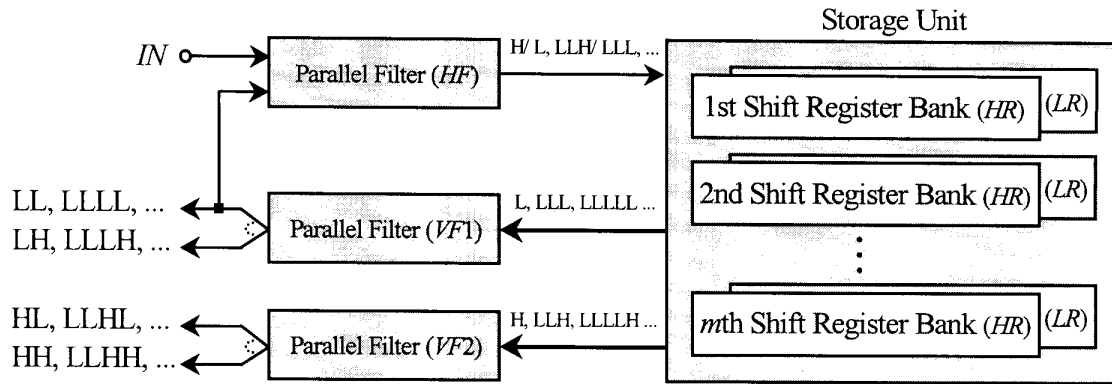 Storage Unit
IN
Parallel Filter (HF)
H/ L, LLH/ LLL, ...
1st Shift Register Bank (HR)
(LR)
2nd Shift Register Bank (HR)
(LR)
mth Shift Register Bank (HR)
(LR)
LL, LLLL, ...
LH, LLLH, ...
Parallel Filter (VF1)
L, LLL, LLLLL ...
HL, LLHL, ...
HH, LLHH, ...
Parallel Filter (VF2)
H, LLH, LLLLH ...